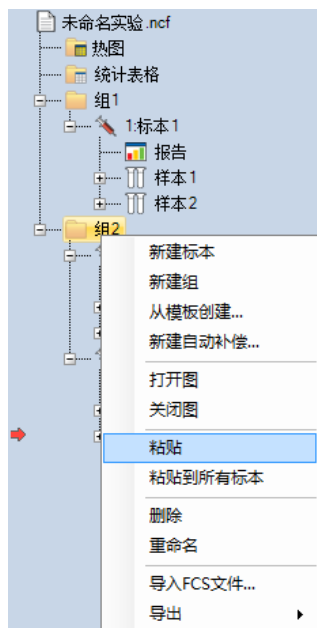 未命名实验.ncf
热图
统计表格
组1
1:标本1
报告
样本1
样本2
组2
新建标本
新建组
从模板创建...
新建自动补偿...
打开图
关闭图
粘贴
粘贴到所有标本
删除
重命名
导入FCS文件...
导出